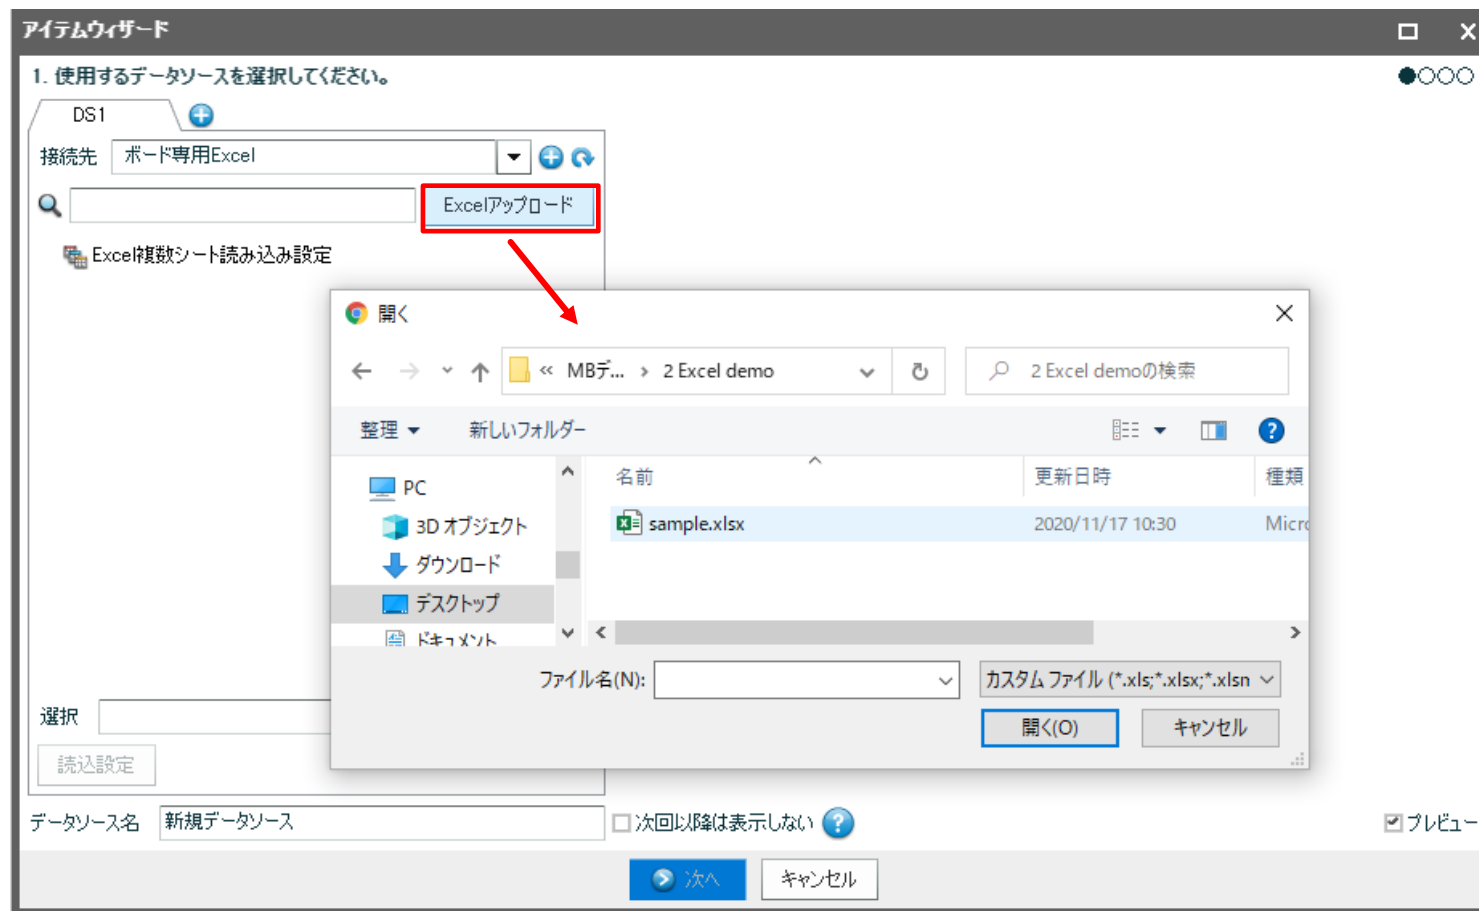 アイテムウィザード
1. 使用するデータソースを選択してください。
DS1
接続先 ボード専用Excel
Excelアップロード
Excel複数シート読み込み設定
開く
« MBデ... › 2 Excel demo
2 Excel demoの検索
整理 新しいフォルダー
名前 更新日時 種類
PC
3D オブジェクト
ダウンロード
デスクトップ
ドキュメント
sample.xlsx 2020/11/17 10:30 Micro
ファイル名(N): カスタム ファイル (*.xls;*.xlsx;*.xlsn
開く(O) キャンセル
選択
読込設定
データソース名 新規データソース
次回以降は表示しない
プレビュー
次へ キャンセル